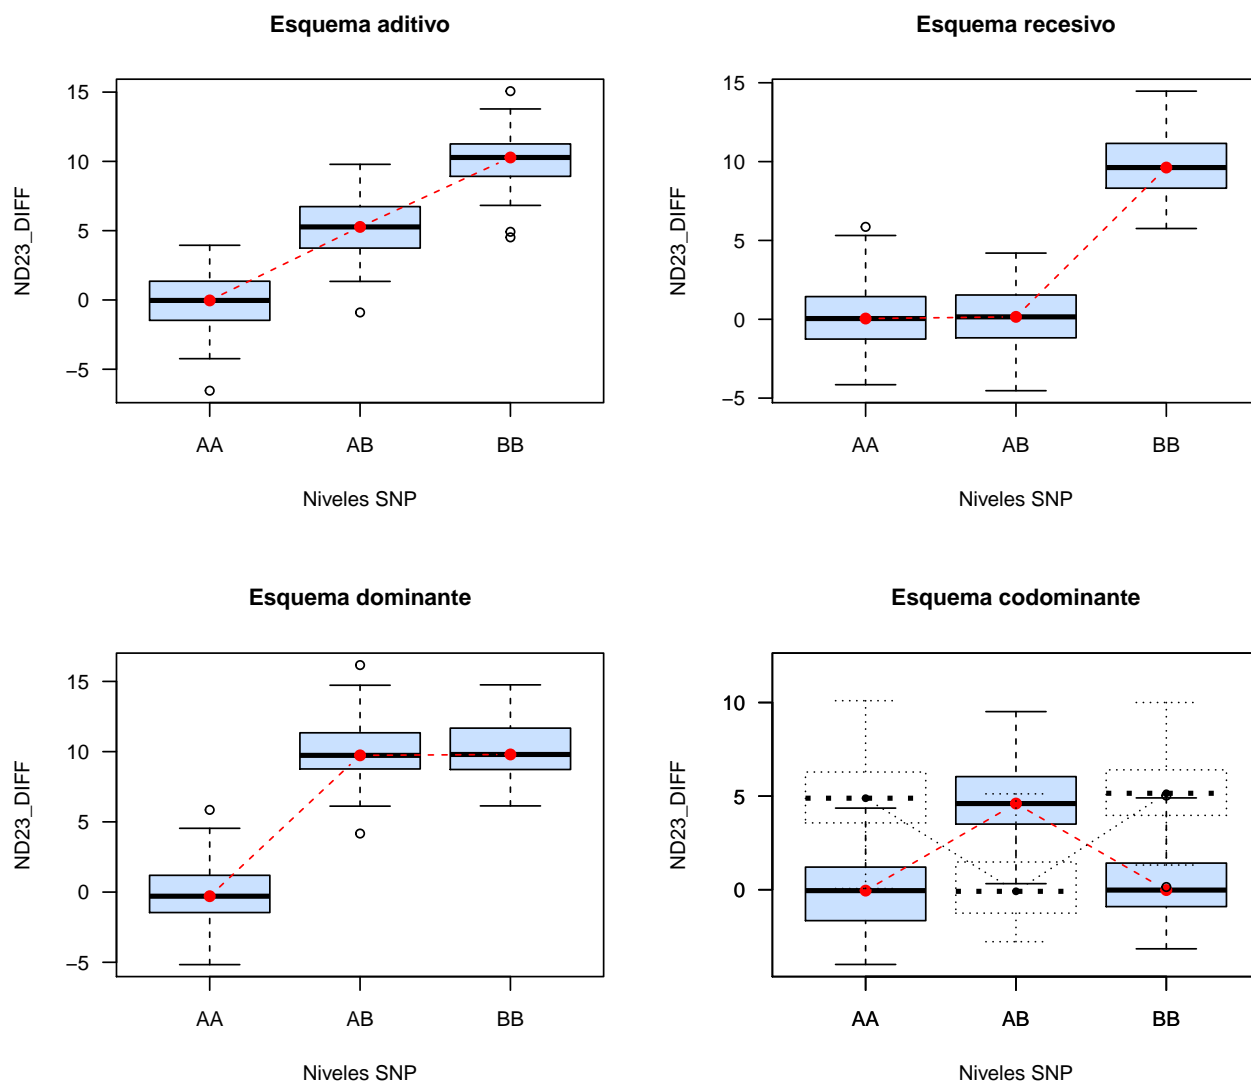 Esquema aditivo
ND23_DIFF
15
10
5
0
−5
AA AB BB
Niveles SNP
Esquema recesivo
ND23_DIFF
15
10
5
0
−5
AA AB BB
Niveles SNP
Esquema dominante
ND23_DIFF
15
10
5
0
−5
AA AB BB
Niveles SNP
Esquema codominante
ND23_DIFF
10
5
0
AA AB BB
Niveles SNP